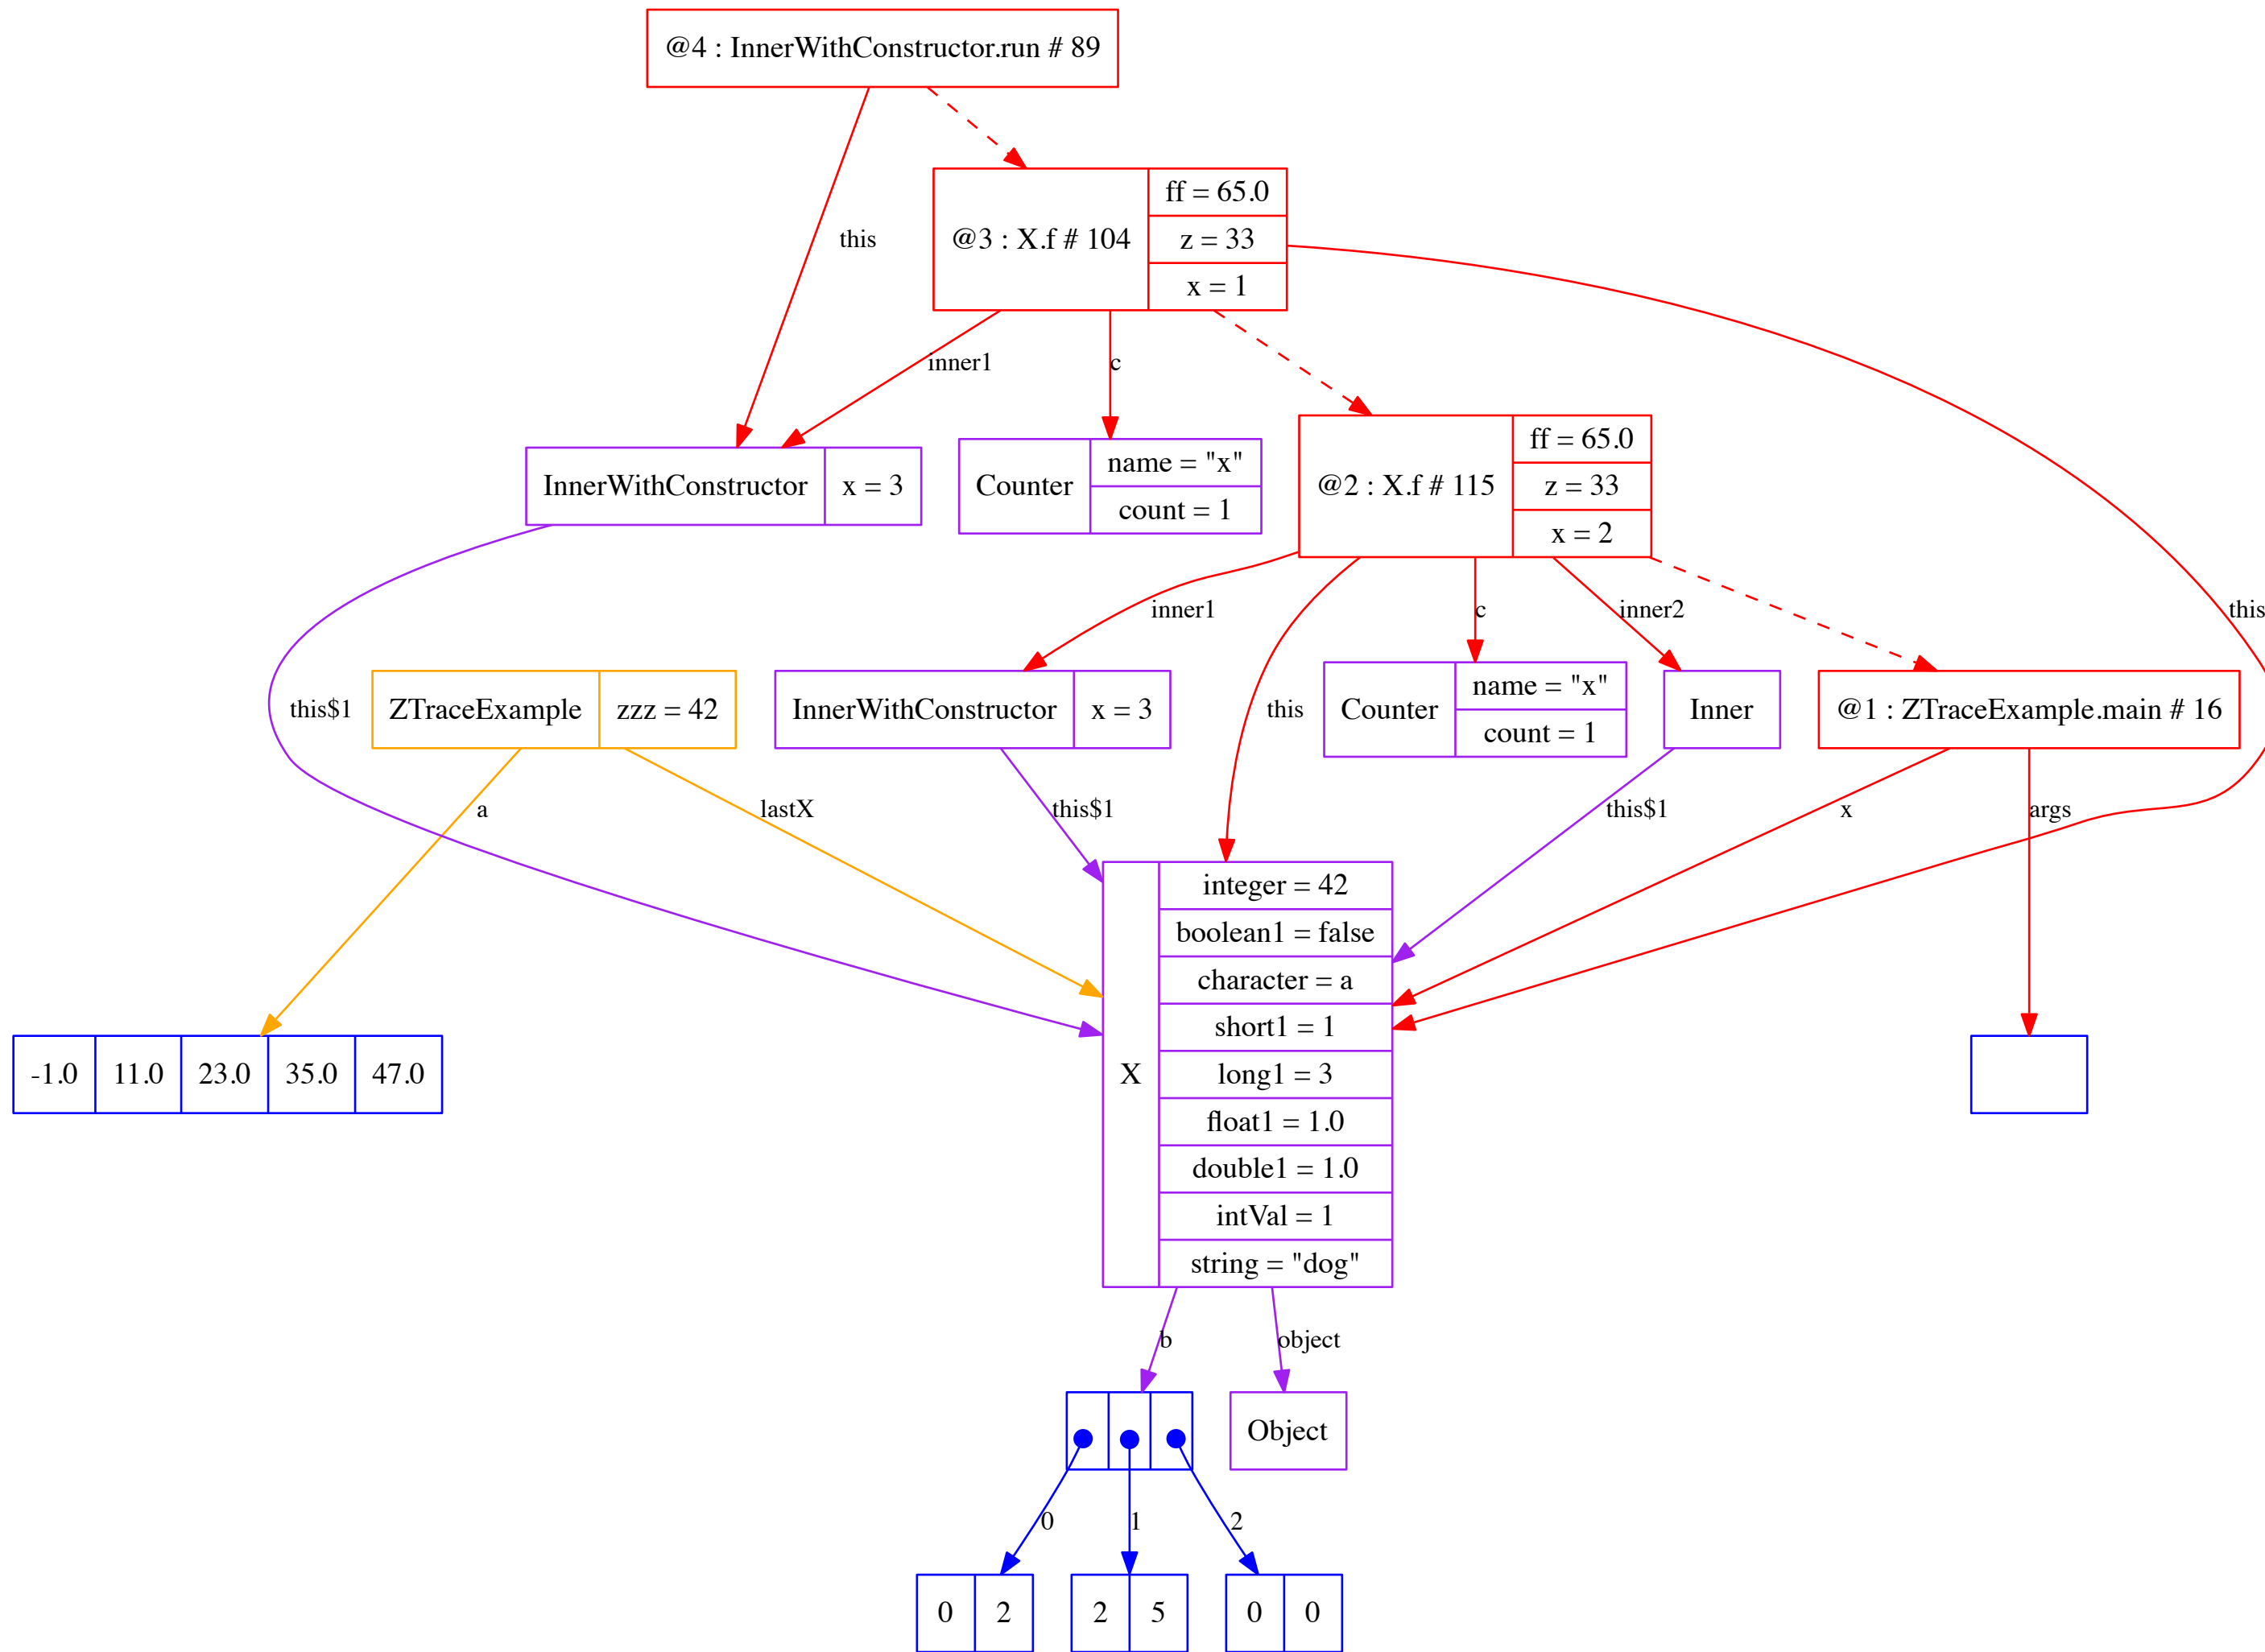 @4 : InnerWithConstructor.run # 89
this
@3 : X.f # 104
ff = 65.0
z = 33
x = 1
inner1
c
this
InnerWithConstructor
x = 3
Counter
name = "x"
count = 1
@2 : X.f # 115
ff = 65.0
z = 33
x = 2
inner1
this
c
inner2
this$1
ZTraceExample
zzz = 42
InnerWithConstructor
x = 3
Counter
name = "x"
count = 1
Inner
@1 : ZTraceExample.main # 16
a
lastX
this$1
this$1
x
args
-1.0
11.0
23.0
35.0
47.0
X
integer = 42
boolean1 = false
character = a
short1 = 1
long1 = 3
float1 = 1.0
double1 = 1.0
intVal = 1
string = "dog"
b
object
Object
0
1
2
0
2
2
5
0
0